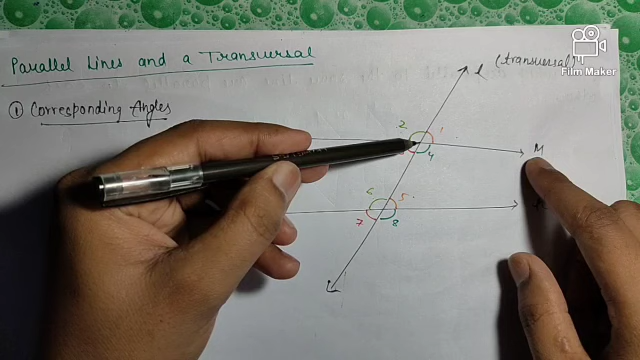 Parallel Lines and a Transversal
l (transversal)
Film Maker
① Corresponding Angles
2 1
4
M
6 5
7 8